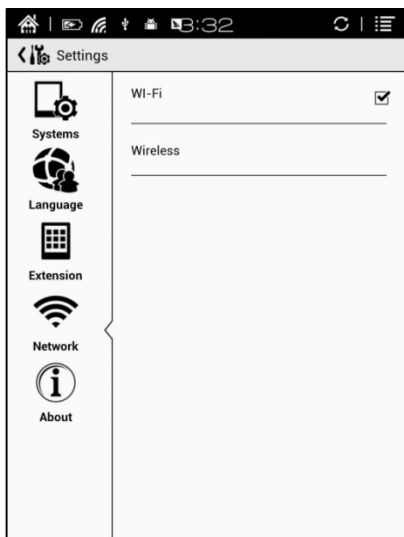 3:32
Settings
WI-Fi
Systems
Wireless
Language
Extension
Network
About